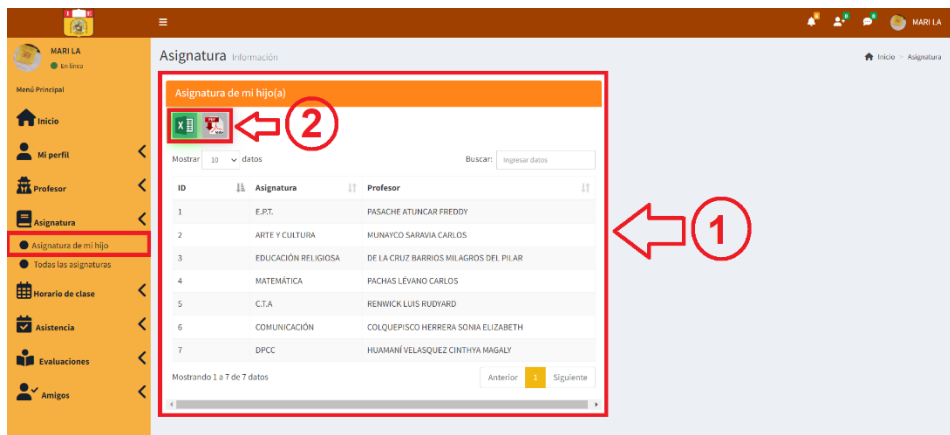 MARI LA
MARI LA
En línea
Asignatura Información
Inicio > Asignatura
Menú Principal
Inicio
Mi perfil
Profesor
Asignatura
Asignatura de mi hijo
Todas las asignaturas
Horario de clase
Asistencia
Evaluaciones
Amigos
Asignatura de mi hijo(a)
2
Mostrar 10 datos
Buscar: Ingresar datos
ID Asignatura Profesor
1 E.P.T. PASACHE ATUNCAR FREDDY
2 ARTE Y CULTURA MUNAYCO SARAVIA CARLOS
3 EDUCACIÓN RELIGIOSA DE LA CRUZ BARRIOS MILAGROS DEL PILAR
4 MATEMÁTICA PACHAS LÉVANO CARLOS
5 C.T.A RENWICK LUIS RUDYARD
6 COMUNICACIÓN COLQUEPISCO HERRERA SONIA ELIZABETH
7 DPCC HUAMANÍ VELASQUEZ CINTHYA MAGALY
Mostrando 1 a 7 de 7 datos
Anterior 1 Siguiente
1